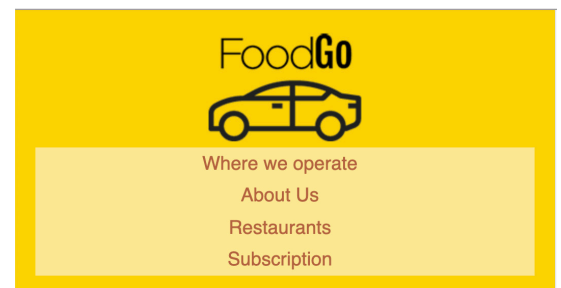 FoodGo
Where we operate
About Us
Restaurants
Subscription